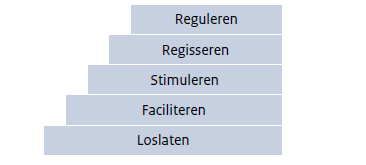 Reguleren
Regisseren
Stimuleren
Faciliteren
Loslaten